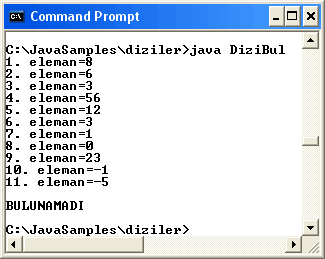 Command Prompt
C:\JavaSamples\diziler>java DiziBul
1. eleman=8
2. eleman=6
3. eleman=3
4. eleman=56
5. eleman=12
6. eleman=3
7. eleman=1
8. eleman=0
9. eleman=23
10. eleman=-1
11. eleman=-5
BULUNAMADI
C:\JavaSamples\diziler>